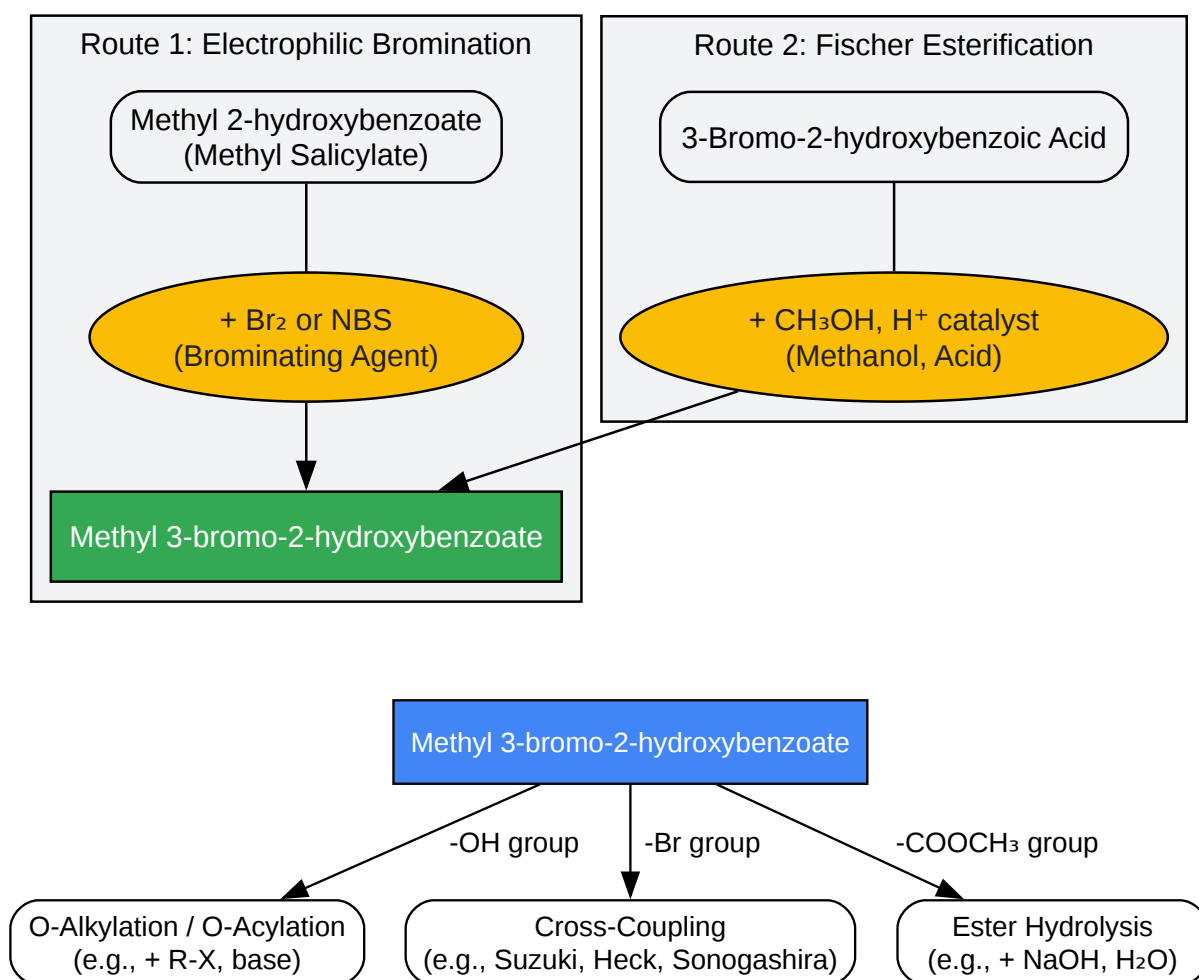 Route 1: Electrophilic Bromination
Methyl 2-hydroxybenzoate
(Methyl Salicylate)
+ Br₂ or NBS
(Brominating Agent)
Methyl 3-bromo-2-hydroxybenzoate
Route 2: Fischer Esterification
3-Bromo-2-hydroxybenzoic Acid
+ CH₃OH, H⁺ catalyst
(Methanol, Acid)
Methyl 3-bromo-2-hydroxybenzoate
-OH group
-Br group
-COOCH₃ group
O-Alkylation / O-Acylation
(e.g., + R-X, base)
Cross-Coupling
(e.g., Suzuki, Heck, Sonogashira)
Ester Hydrolysis
(e.g., + NaOH, H₂O)